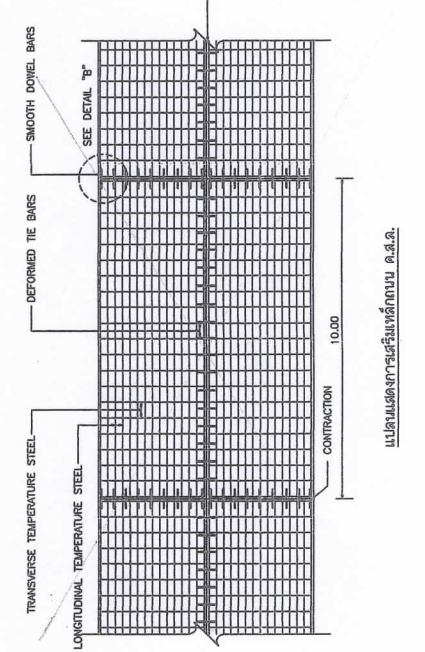 TRANSVERSE TEMPERATURE STEEL
LONGITUDINAL TEMPERATURE STEEL
DEFORMED TIE BARS
SMOOTH DOWEL BARS
SEE DETAIL "B"
CONTRACTION
10.00
แปลนแสดงการเสริมเหล็กถนน ค.ส.ล.